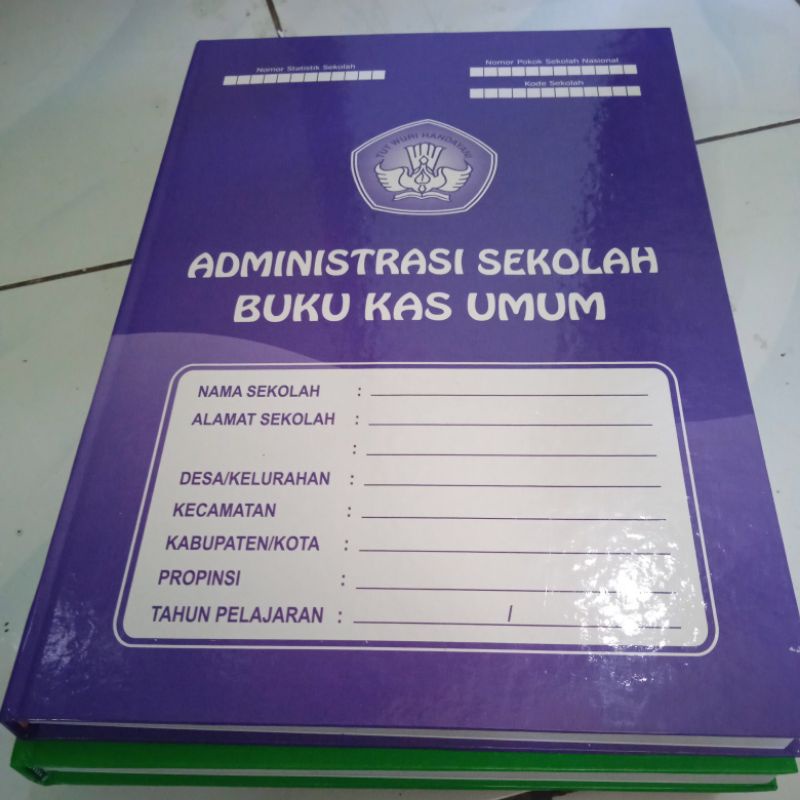 Nomor Statistik Sekolah
Nomor Pokok Sekolah Nasional
Kode Sekolah
TUT WURI HANDAYANI
ADMINISTRASI SEKOLAH
BUKU KAS UMUM
NAMA SEKOLAH :
ALAMAT SEKOLAH :
:
DESA/KELURAHAN :
KECAMATAN :
KABUPATEN/KOTA :
PROPINSI :
TAHUN PELAJARAN : /